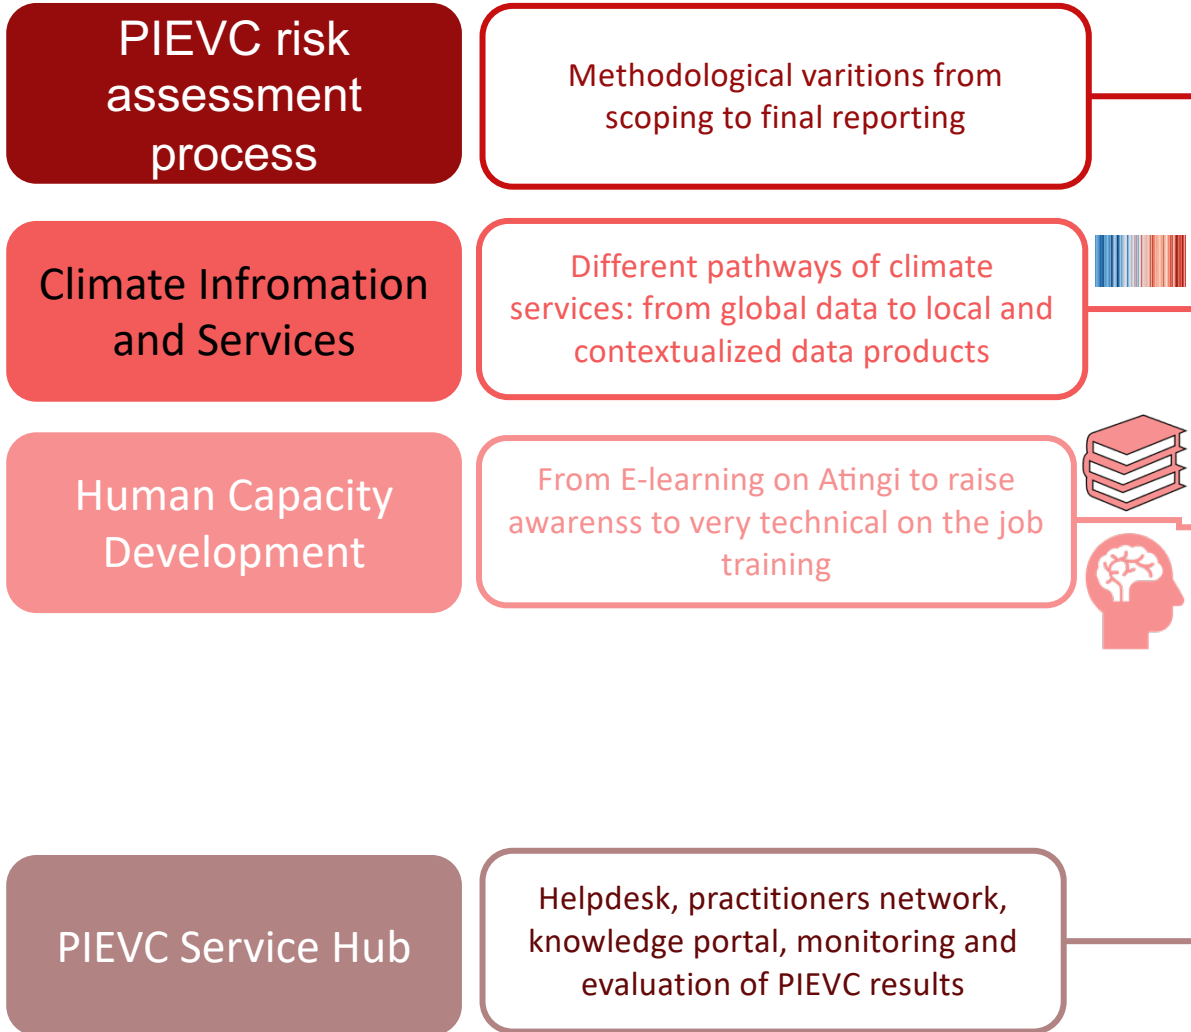 PIEVC risk
assessment
process
Methodological varitions from
scoping to final reporting
Climate Infromation
and Services
Different pathways of climate
services: from global data to local and
contextualized data products
Human Capacity
Development
From E-learning on Atingi to raise
awarenss to very technical on the job
training
PIEVC Service Hub
Helpdesk, practitioners network,
knowledge portal, monitoring and
evaluation of PIEVC results